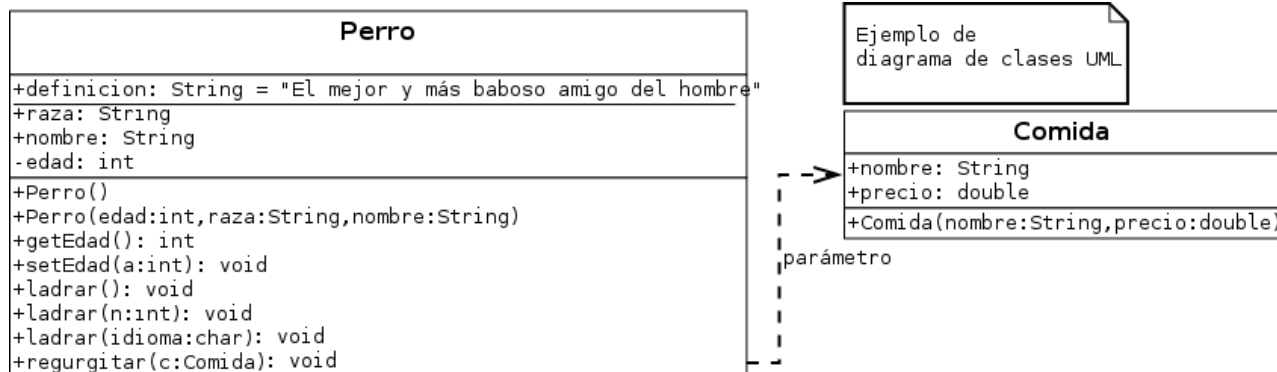 Perro
+definicion: String = "El mejor y más baboso amigo del hombre"
+raza: String
+nombre: String
-edad: int
+Perro()
+Perro(edad:int,raza:String,nombre:String)
+getEdad(): int
+setEdad(a:int): void
+ladrar(): void
+ladrar(n:int): void
+ladrar(idioma:char): void
+regurgitar(c:Comida): void
parámetro
Ejemplo de
diagrama de clases UML
Comida
+nombre: String
+precio: double
+Comida(nombre:String,precio:double)